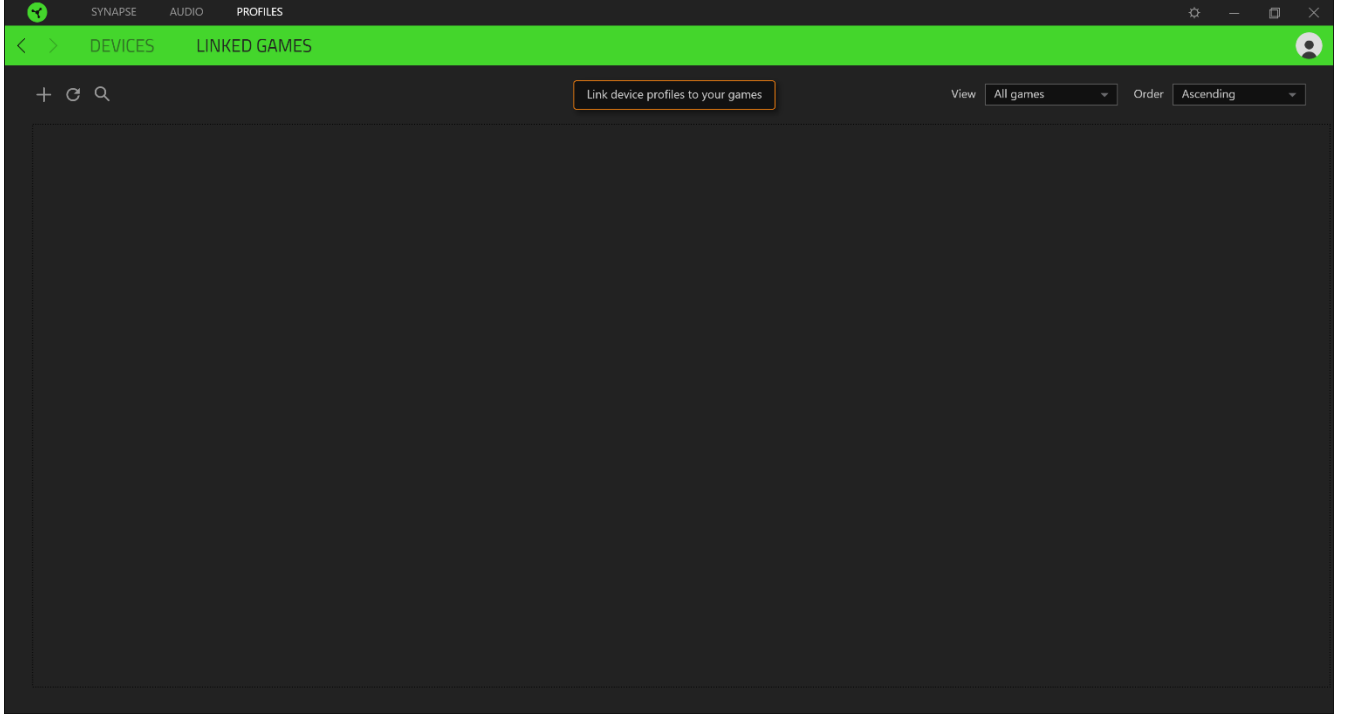 SYNAPSE AUDIO PROFILES
DEVICES LINKED GAMES
Link device profiles to your games View All games Order Ascending